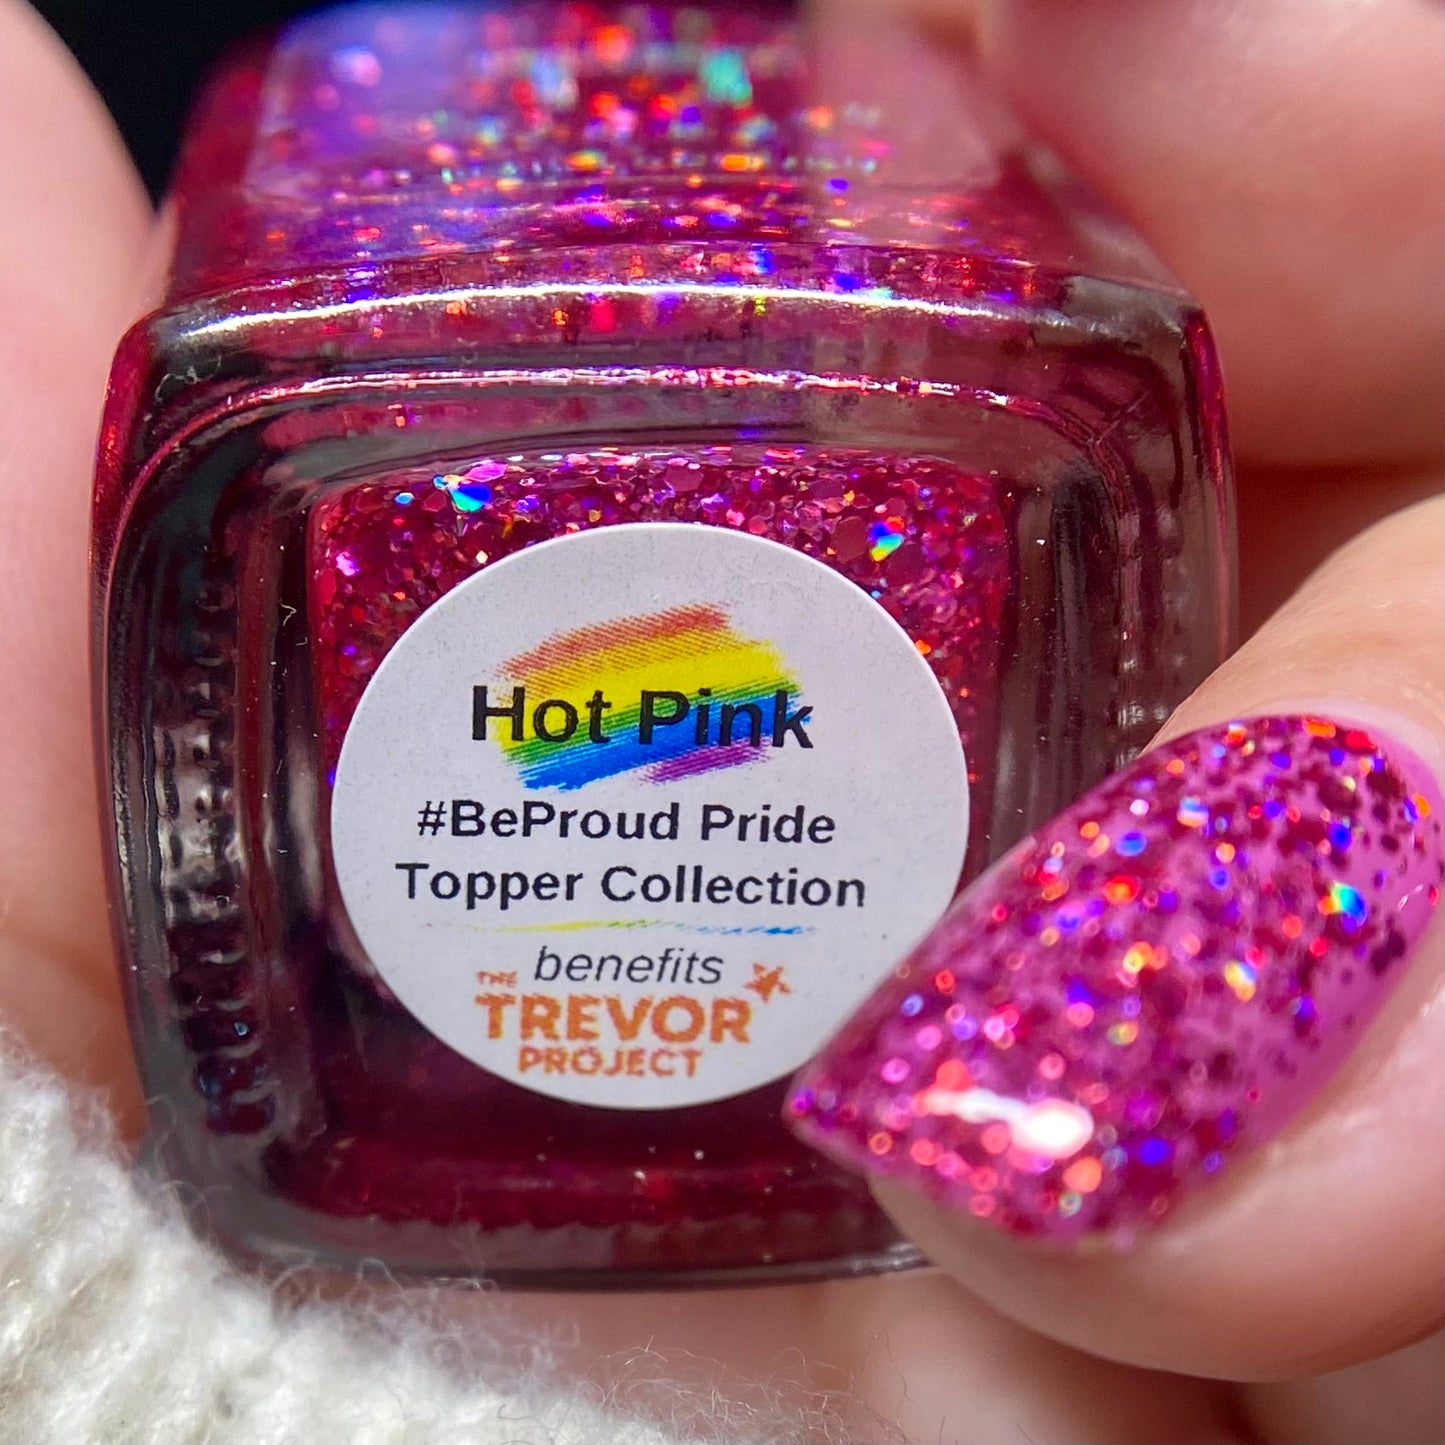 Hot Pink
#BeProud Pride
Topper Collection
benefits
THE
TREVOR
PROJECT